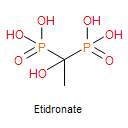 OH OH
HO P P OH
O HO O
Etidronate